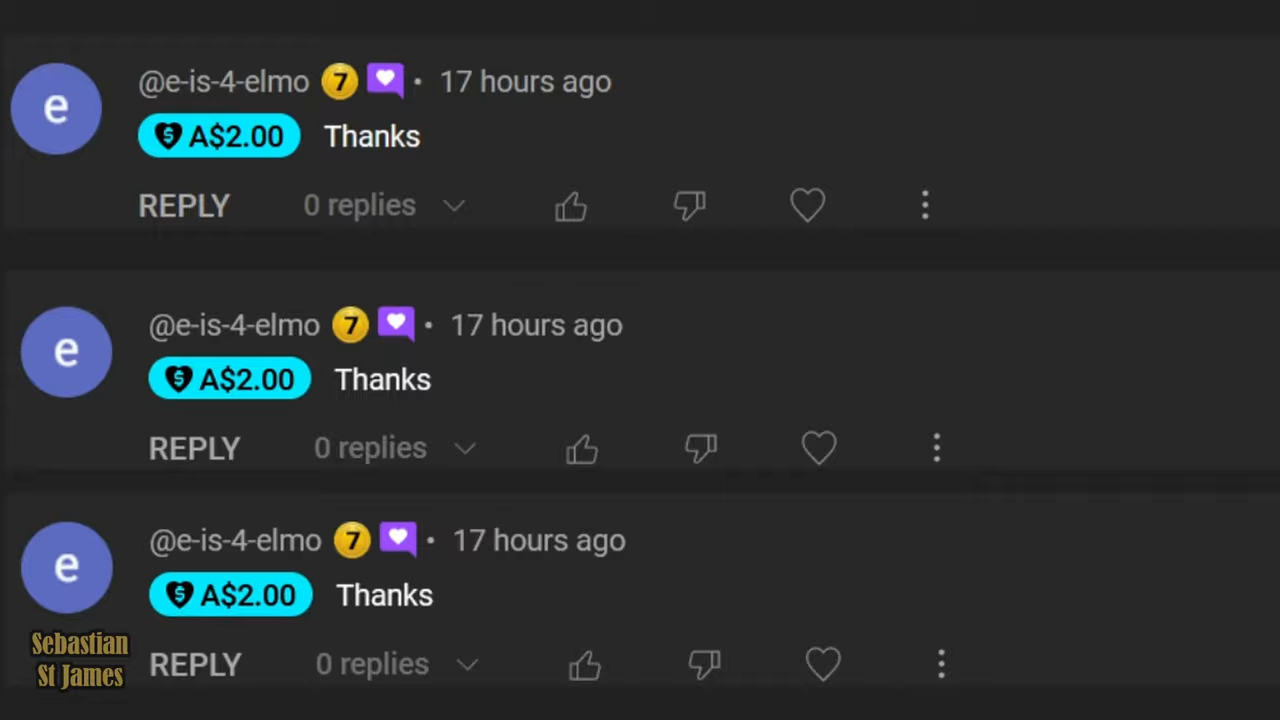 e
@e-is-4-elmo 7 • 17 hours ago
$ A$2.00 Thanks
REPLY 0 replies
e
@e-is-4-elmo 7 • 17 hours ago
$ A$2.00 Thanks
REPLY 0 replies
e
@e-is-4-elmo 7 • 17 hours ago
$ A$2.00 Thanks
REPLY 0 replies
Sebastian
St James